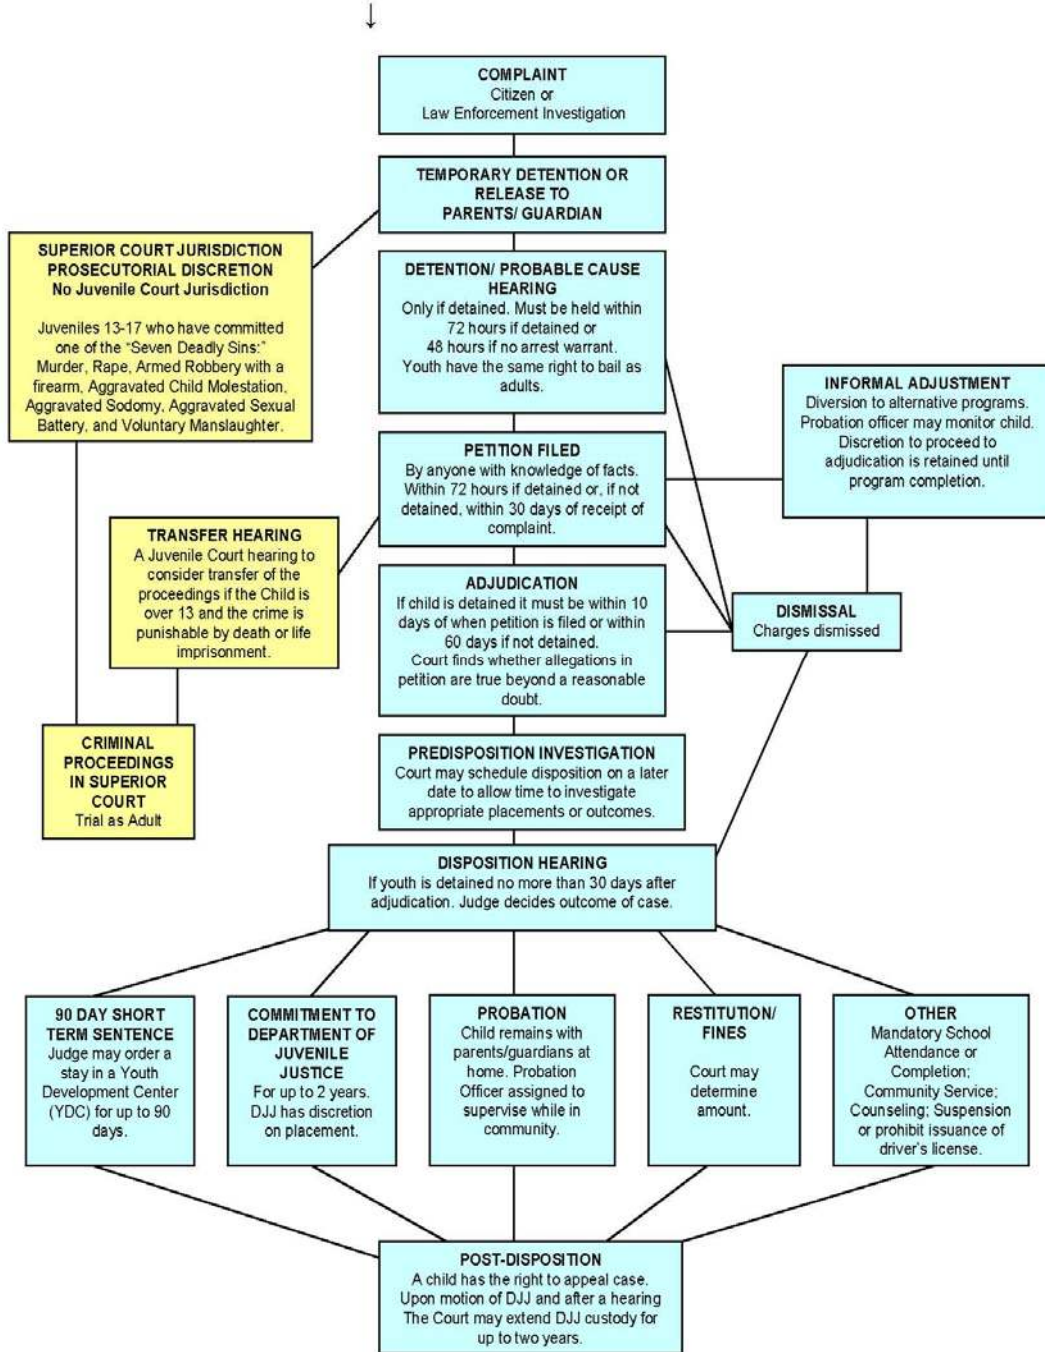 ↓
COMPLAINT
Citizen or
Law Enforcement Investigation
TEMPORARY DETENTION OR
RELEASE TO
PARENTS/ GUARDIAN
SUPERIOR COURT JURISDICTION
PROSECUTORIAL DISCRETION
No Juvenile Court Jurisdiction
Juveniles 13-17 who have committed
one of the “Seven Deadly Sins:”
Murder, Rape, Armed Robbery with a
firearm, Aggravated Child Molestation,
Aggravated Sodomy, Aggravated Sexual
Battery, and Voluntary Manslaughter.
DETENTION/ PROBABLE CAUSE
HEARING
Only if detained. Must be held within
72 hours if detained or
48 hours if no arrest warrant.
Youth have the same right to bail as
adults.
INFORMAL ADJUSTMENT
Diversion to alternative programs.
Probation officer may monitor child.
Discretion to proceed to
adjudication is retained until
program completion.
PETITION FILED
By anyone with knowledge of facts.
Within 72 hours if detained or, if not
detained, within 30 days of receipt of
complaint.
TRANSFER HEARING
A Juvenile Court hearing to
consider transfer of the
proceedings if the Child is
over 13 and the crime is
punishable by death or life
imprisonment.
ADJUDICATION
If child is detained it must be within 10
days of when petition is filed or within
60 days if not detained.
Court finds whether allegations in
petition are true beyond a reasonable
doubt.
DISMISSAL
Charges dismissed
CRIMINAL
PROCEEDINGS
IN SUPERIOR
COURT
Trial as Adult
PREDISPOSITION INVESTIGATION
Court may schedule disposition on a later
date to allow time to investigate
appropriate placements or outcomes.
DISPOSITION HEARING
If youth is detained no more than 30 days after
adjudication. Judge decides outcome of case.
90 DAY SHORT
TERM SENTENCE
Judge may order a
stay in a Youth
Development Center
(YDC) for up to 90
days.
COMMITMENT TO
DEPARTMENT OF
JUVENILE
JUSTICE
For up to 2 years.
DJJ has discretion
on placement.
PROBATION
Child remains with
parents/guardians at
home. Probation
Officer assigned to
supervise while in
community.
RESTITUTION/
FINES
Court may
determine
amount.
OTHER
Mandatory School
Attendance or
Completion;
Community Service;
Counseling; Suspension
or prohibit issuance of
driver's license.
POST-DISPOSITION
A child has the right to appeal case.
Upon motion of DJJ and after a hearing
The Court may extend DJJ custody for
up to two years.